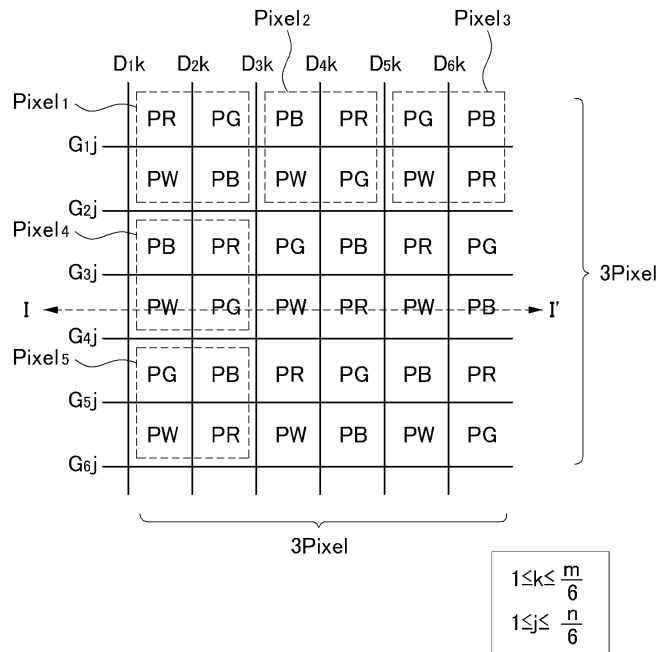 Pixel2 Pixel3
D1k D2k D3k D4k D5k D6k
Pixel1
PR PG PB PR PG PB
G1j
PW PB PW PG PW PR
G2j
Pixel4
PB PR PG PB PR PG
G3j
3Pixel
I PW PG PW PR PW PB I'
G4j
Pixel5
PG PB PR PG PB PR
G5j
PW PR PW PB PW PG
G6j
3Pixel
1≤k≤ m/6
1≤j≤ n/6